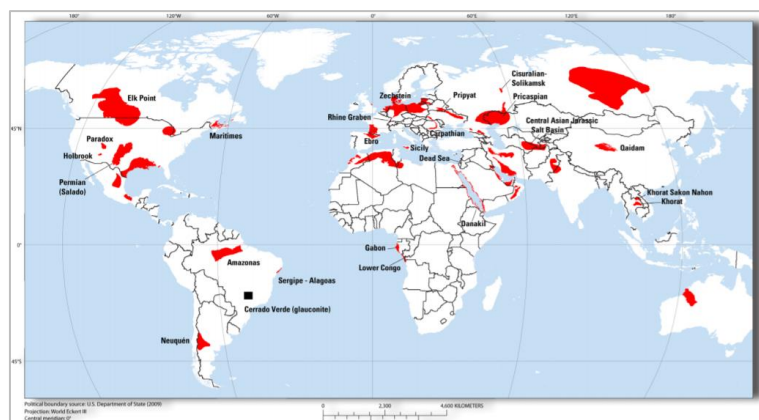 180°
120°W
60°W
0°
60°E
120°E
180°
Cisuralian-
Solikamsk
Elk Point
Zechstein
Pripyat
Pricaspian
Rhine Graben
Central Asian Jurassic
Salt Basin
45°N
Maritimes
Carpathian
Paradox
Ebro
Sicily
Qaidam
Holbrook
Dead Sea
Permian
(Salado)
Khorat Sakon Nahon
Khorat
Danakil
0°
Gabon
Amazonas
Lower Congo
Sergipe - Alagoas
Cerrado Verde (glauconite)
Neuquén
45°S
Political boundary source: U.S. Department of State (2009)
Projection: World Eckert III
Central meridian: 0°
0
2,300
4,600 KILOMETERS